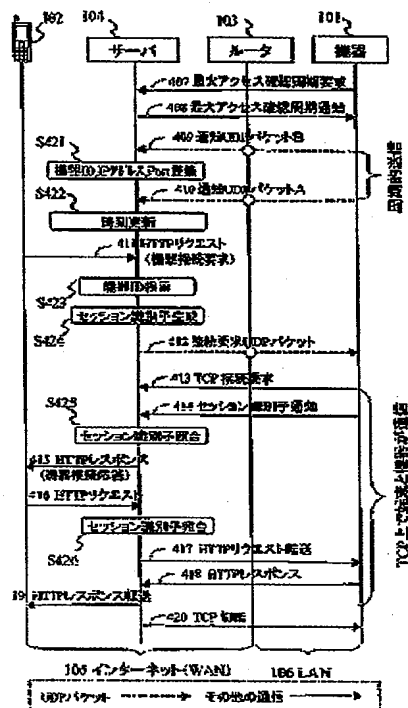 102
104
103
101
サーバ
ルータ
機器
407 最大アクセス確認周期要求
408 最大アクセス確認周期通知
409 通知UDPパケットB
S421
機器ID,IPアドレス,Port登録
410 通知UDPパケットA
周期的送信
S422
時刻更新
411 HTTPリクエスト
(機器接続要求)
S423
機器ID検索
セッション識別子生成
S424
412 接続要求UDPパケット
413 TCP接続要求
S425
414 セッション識別子通知
セッション識別子照合
415 HTTPレスポンス
(機器接続応答)
416 HTTPリクエスト
セッション識別子照合
S426
417 HTTPリクエスト転送
418 HTTPレスポンス
19 HTTPレスポンス転送
420 TCP切断
TCP上で端末と機器が通信
105 インターネット(WAN)
106 LAN
UDPパケット
その他の通信